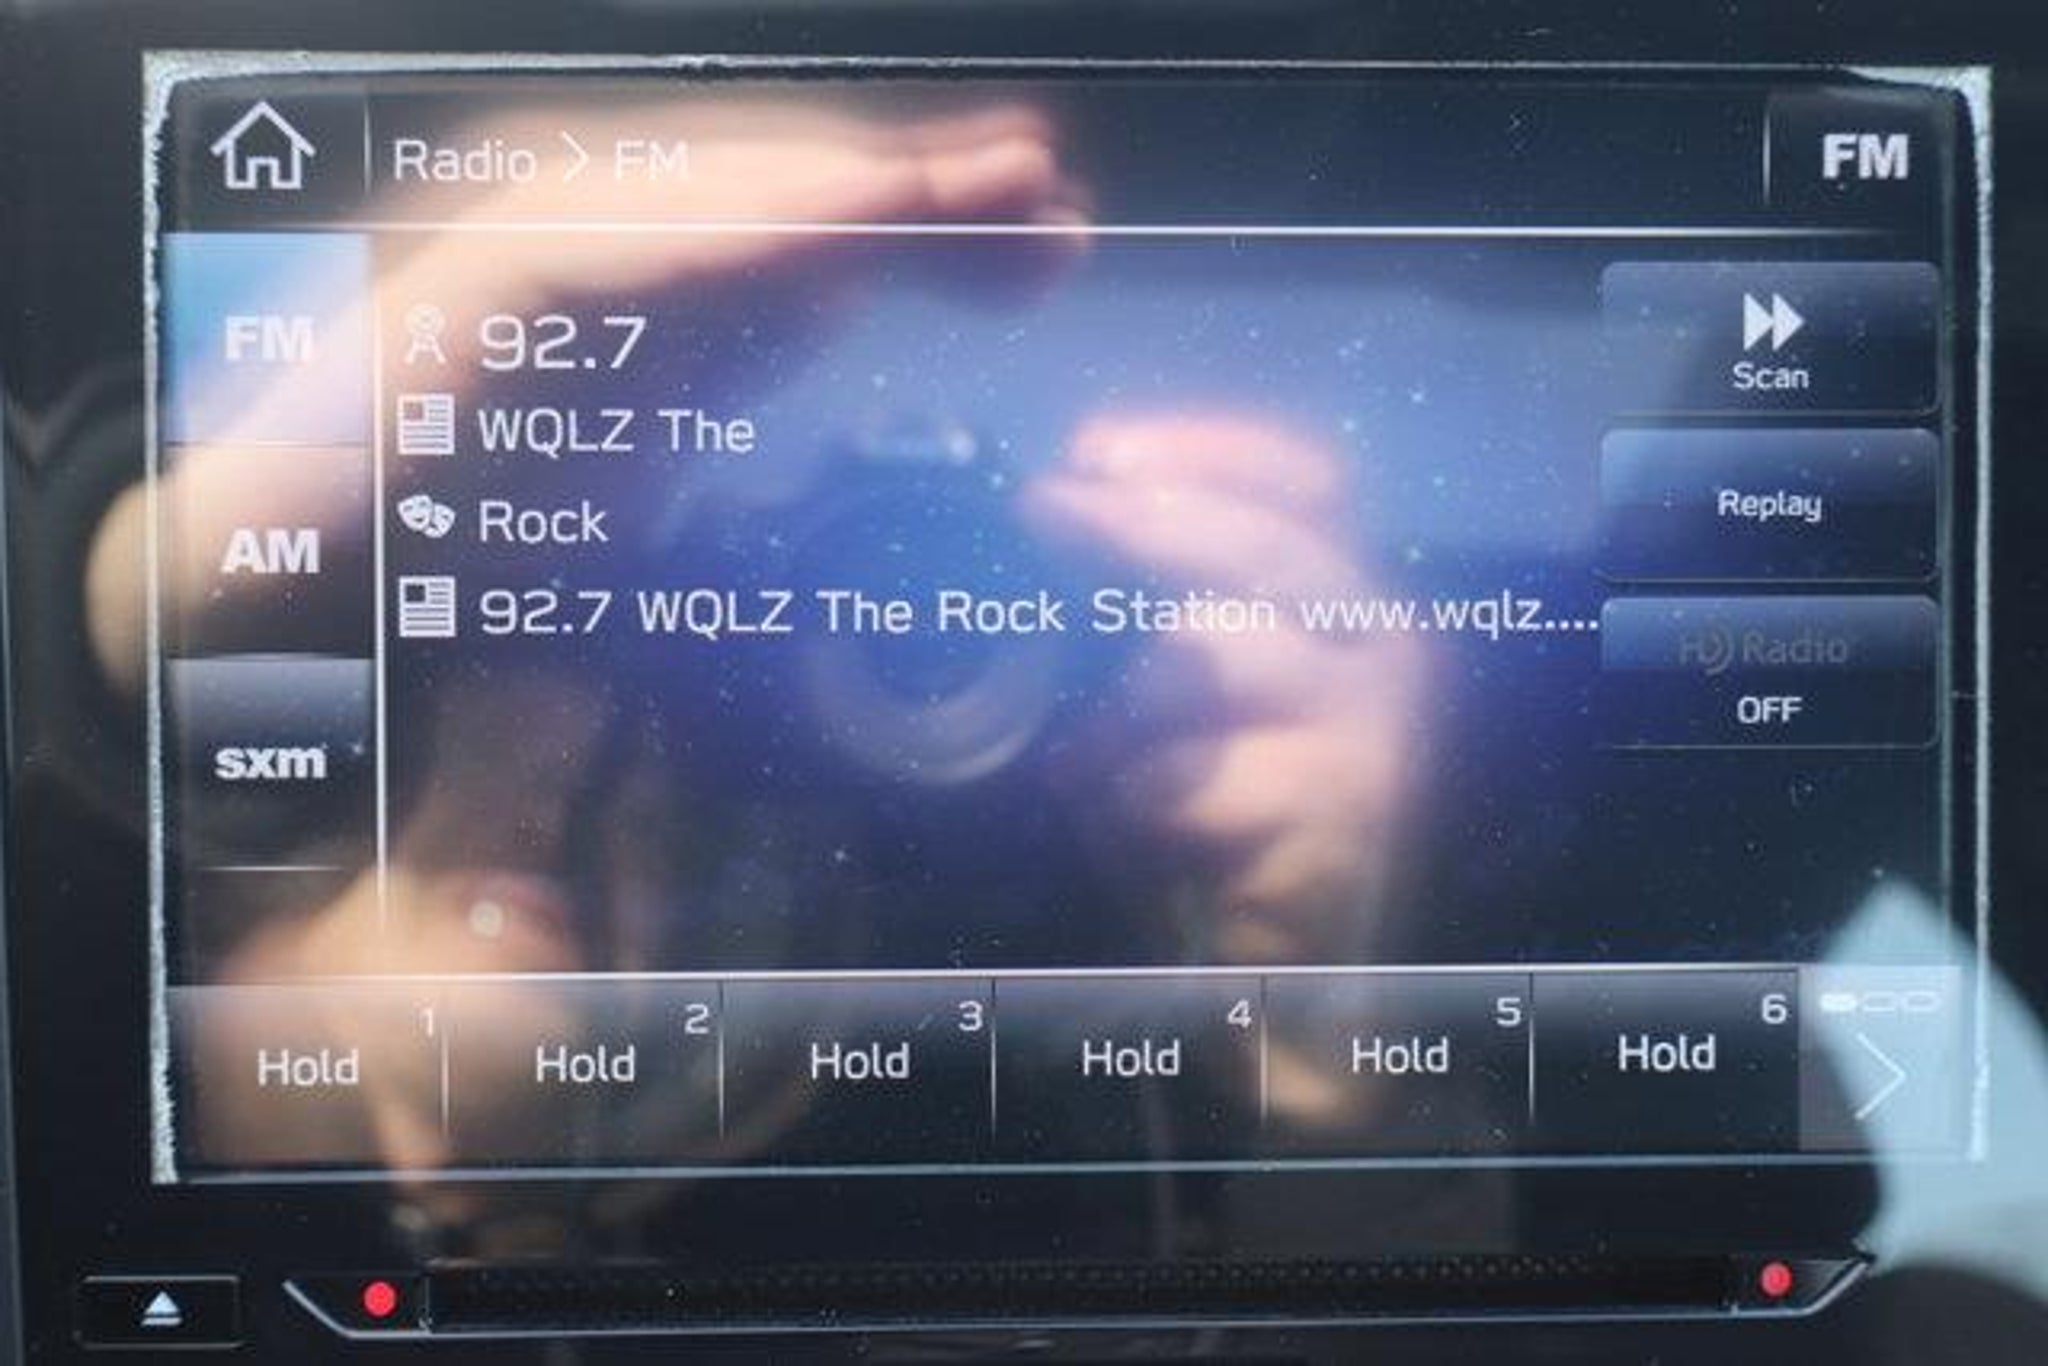 Radio > FM
FM
FM
92.7
Scan
WQLZ The
Replay
AM
Rock
92.7 WQLZ The Rock Station www.wqlz....
HD Radio
OFF
sxm
1
Hold
2
Hold
3
Hold
4
Hold
5
Hold
6
Hold